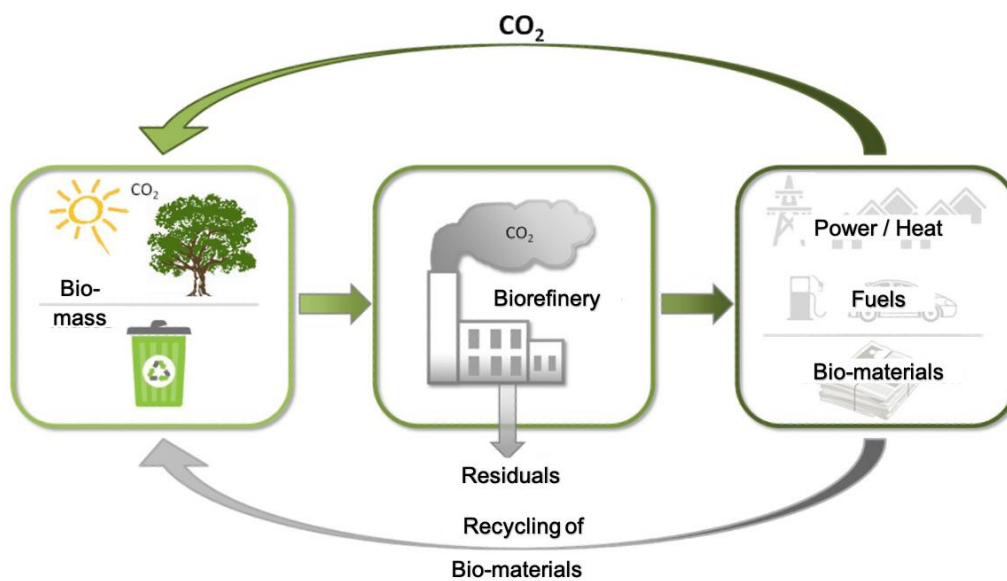 CO₂
CO₂
Bio-
mass
CO₂
Biorefinery
Residuals
Power / Heat
Fuels
Bio-materials
Recycling of
Bio-materials